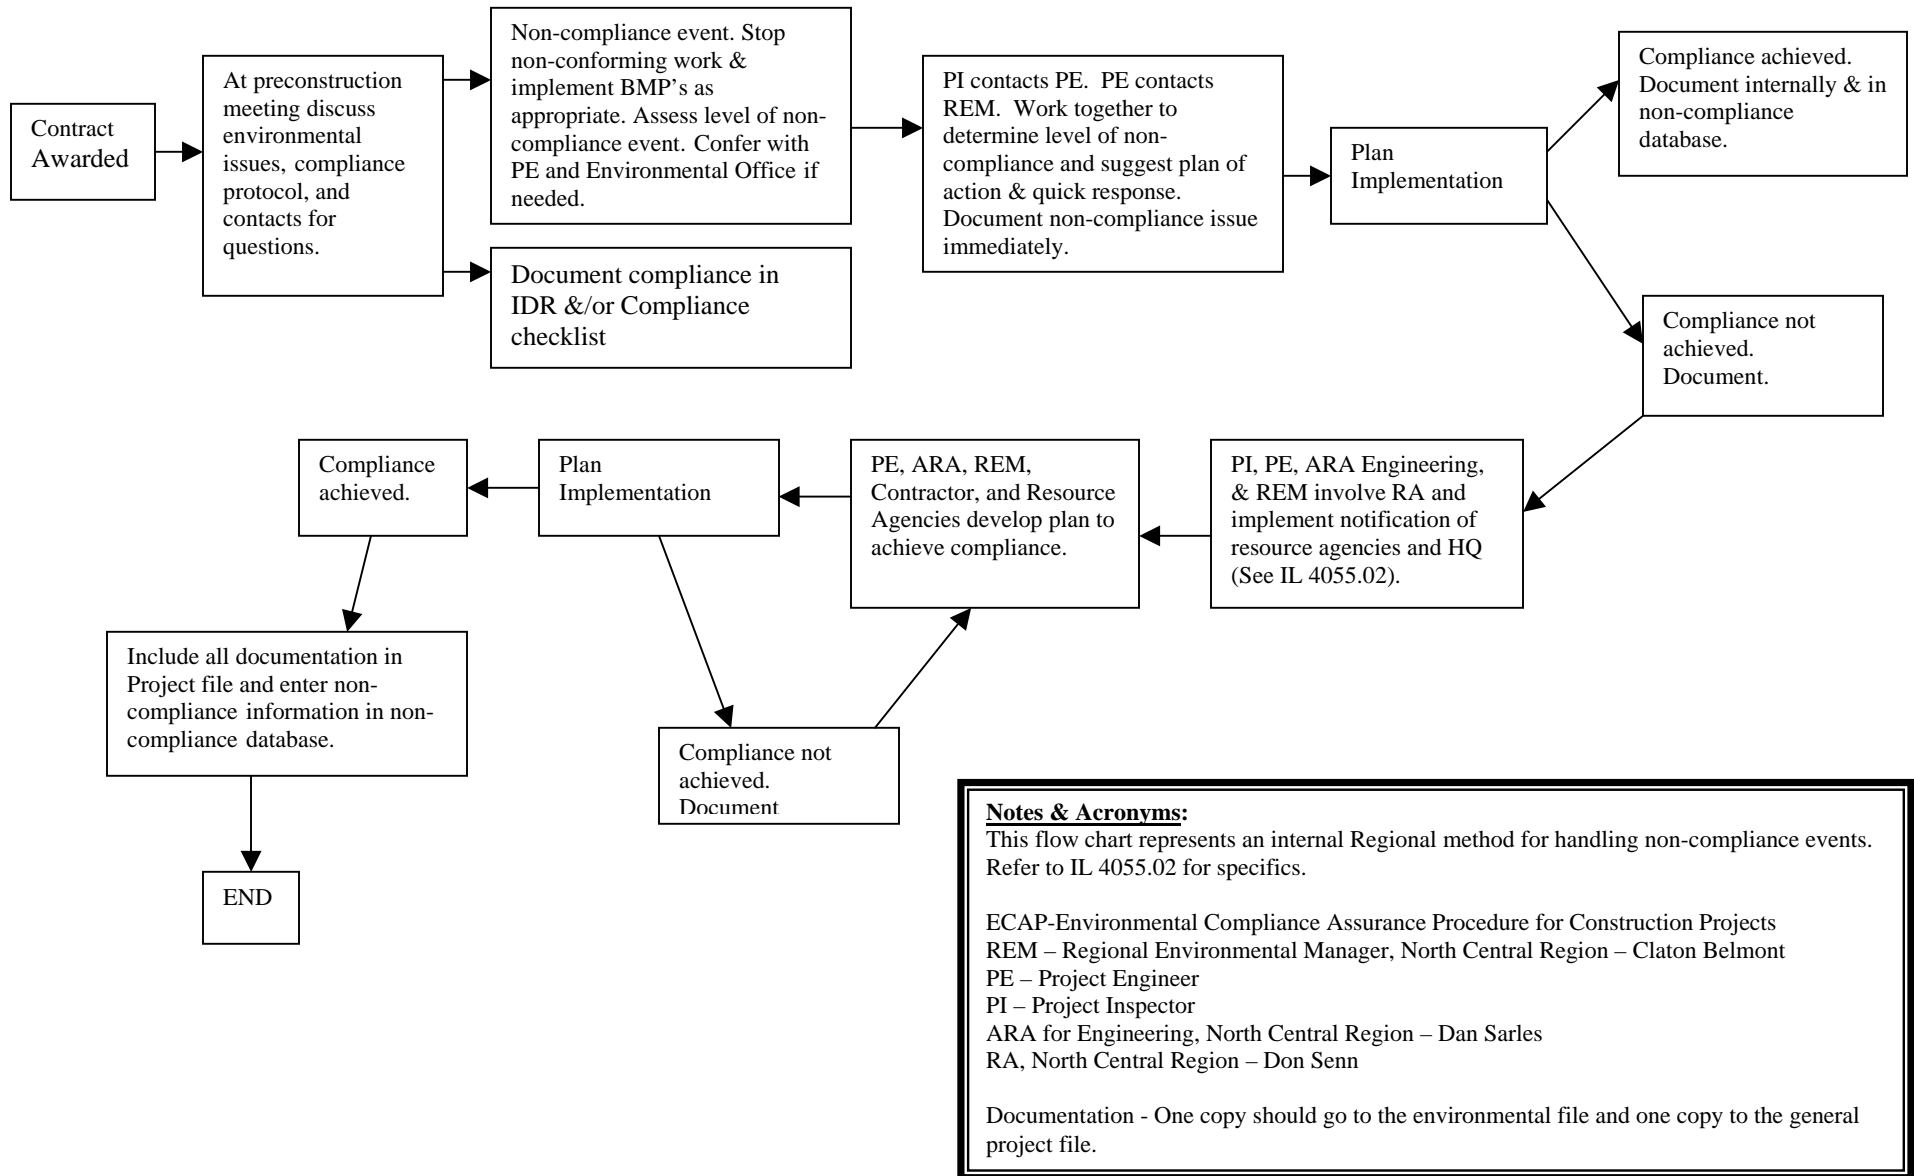 Contract
Awarded
At preconstruction
meeting discuss
environmental
issues, compliance
protocol, and
contacts for
questions.
Non-compliance event. Stop
non-conforming work &
implement BMP's as
appropriate. Assess level of non-
compliance event. Confer with
PE and Environmental Office if
needed.
Document compliance in
IDR &/or Compliance
checklist
PI contacts PE.  PE contacts
REM.  Work together to
determine level of non-
compliance and suggest plan of
action & quick response.
Document non-compliance issue
immediately.
Plan
Implementation
Compliance achieved.
Document internally & in
non-compliance
database.
Compliance not
achieved.
Document.
PI, PE, ARA Engineering,
& REM involve RA and
implement notification of
resource agencies and HQ
(See IL 4055.02).
PE, ARA, REM,
Contractor, and Resource
Agencies develop plan to
achieve compliance.
Plan
Implementation
Compliance
achieved.
Compliance not
achieved.
Document
Include all documentation in
Project file and enter non-
compliance information in non-
compliance database.
END
Notes & Acronyms:
This flow chart represents an internal Regional method for handling non-compliance events.
Refer to IL 4055.02 for specifics.
ECAP-Environmental Compliance Assurance Procedure for Construction Projects
REM – Regional Environmental Manager, North Central Region – Claton Belmont
PE – Project Engineer
PI – Project Inspector
ARA for Engineering, North Central Region – Dan Sarles
RA, North Central Region – Don Senn
Documentation - One copy should go to the environmental file and one copy to the general
project file.